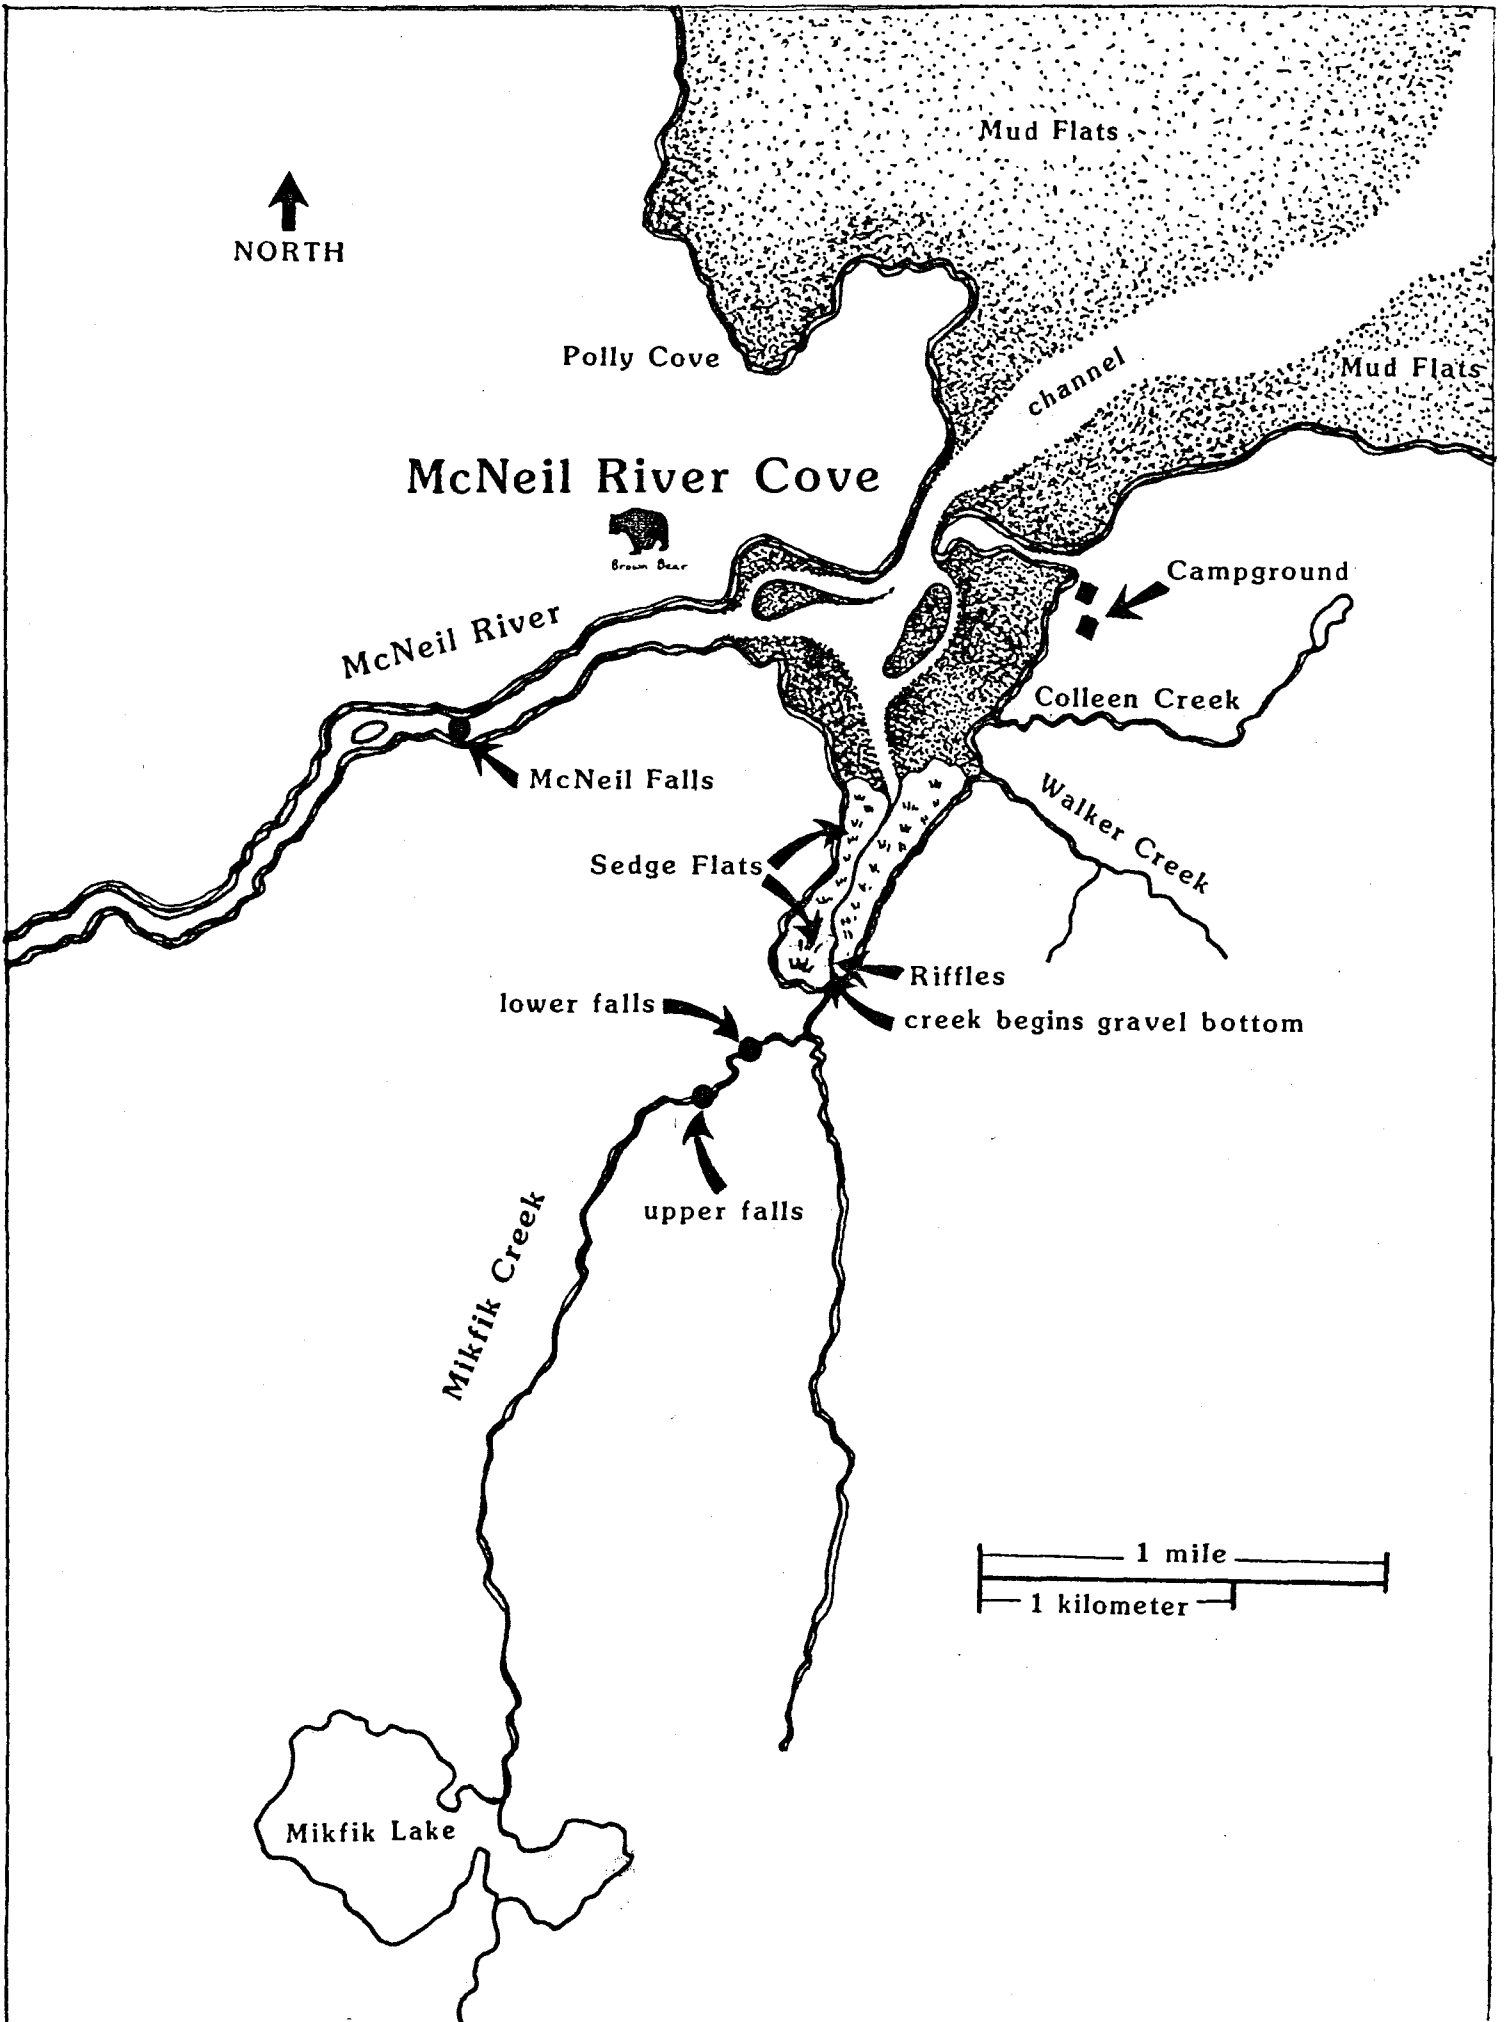 Mud Flats
NORTH
Polly Cove
channel
Mud Flats
McNeil River Cove
Brown Bear
Campground
McNeil River
Colleen Creek
McNeil Falls
Walker Creek
Sedge Flats
Riffles
lower falls
creek begins gravel bottom
upper falls
Mikfik Creek
1 mile
1 kilometer
Mikfik Lake